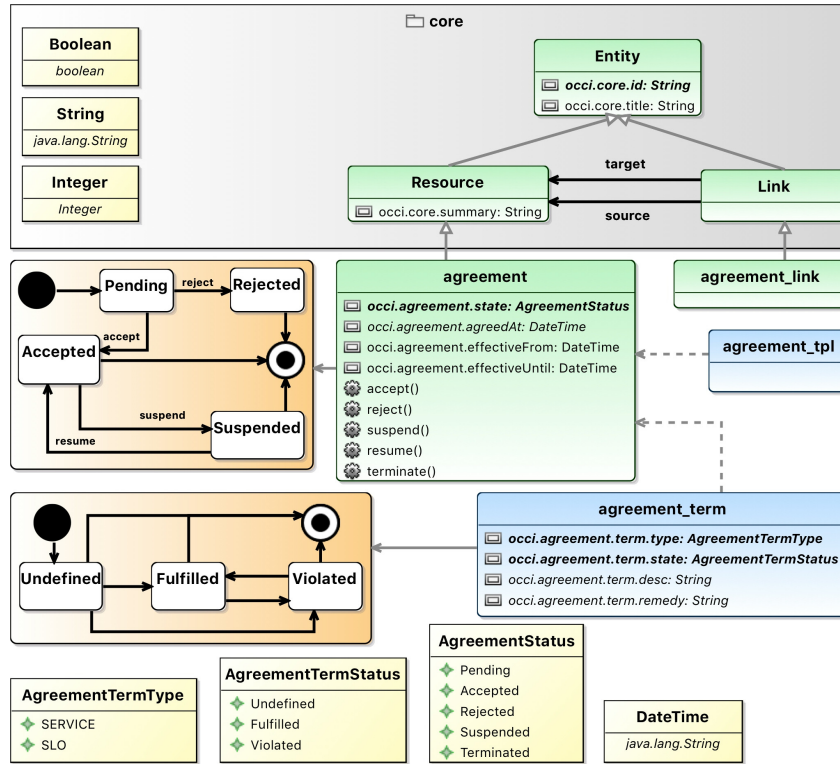 core
Boolean
boolean
String
java.lang.String
Integer
Integer
Entity
occi.core.id: String
occi.core.title: String
Resource
occi.core.summary: String
target
source
Link
Pending
reject
Rejected
accept
Accepted
suspend
Suspended
resume
agreement
occi.agreement.state: AgreementStatus
occi.agreement.agreedAt: DateTime
occi.agreement.effectiveFrom: DateTime
occi.agreement.effectiveUntil: DateTime
accept()
reject()
suspend()
resume()
terminate()
agreement_link
agreement_tpl
Undefined
Fulfilled
Violated
agreement_term
occi.agreement.term.type: AgreementTermType
occi.agreement.term.state: AgreementTermStatus
occi.agreement.term.desc: String
occi.agreement.term.remedy: String
AgreementTermType
SERVICE
SLO
AgreementTermStatus
Undefined
Fulfilled
Violated
AgreementStatus
Pending
Accepted
Rejected
Suspended
Terminated
DateTime
java.lang.String